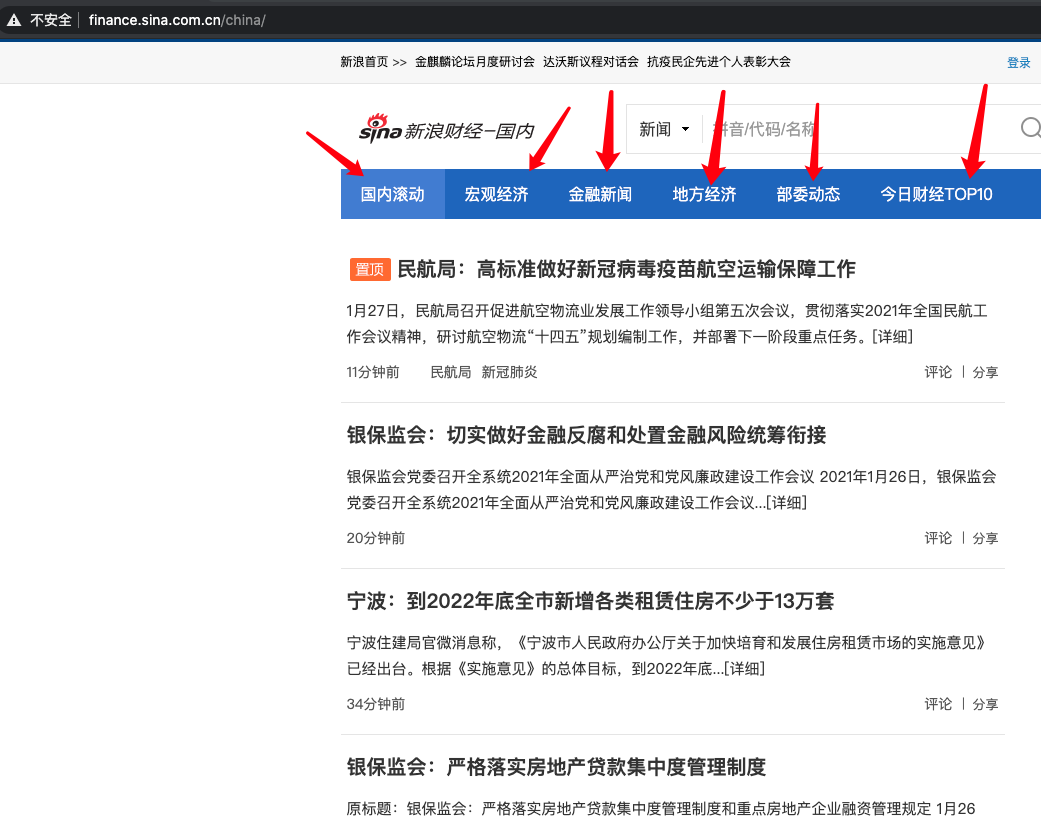 不安全 finance.sina.com.cn/china/
新浪首页 >> 金麒麟论坛月度研讨会 达沃斯议程对话会 抗疫民企先进个人表彰大会 登录
sina 新浪财经-国内 新闻 拼音/代码/名称
国内滚动 宏观经济 金融新闻 地方经济 部委动态 今日财经TOP10
置顶 民航局：高标准做好新冠病毒疫苗航空运输保障工作
1月27日，民航局召开促进航空物流业发展工作领导小组第五次会议，贯彻落实2021年全国民航工
作会议精神，研讨航空物流“十四五”规划编制工作，并部署下一阶段重点任务。[详细]
11分钟前 民航局 新冠肺炎 评论 | 分享
银保监会：切实做好金融反腐和处置金融风险统筹衔接
银保监会党委召开全系统2021年全面从严治党和党风廉政建设工作会议 2021年1月26日，银保监会
党委召开全系统2021年全面从严治党和党风廉政建设工作会议...[详细]
20分钟前 评论 | 分享
宁波：到2022年底全市新增各类租赁住房不少于13万套
宁波住建局官微消息称，《宁波市人民政府办公厅关于加快培育和发展住房租赁市场的实施意见》
已经出台。根据《实施意见》的总体目标，到2022年底...[详细]
34分钟前 评论 | 分享
银保监会：严格落实房地产贷款集中度管理制度
原标题：银保监会：严格落实房地产贷款集中度管理制度和重点房地产企业融资管理规定 1月26